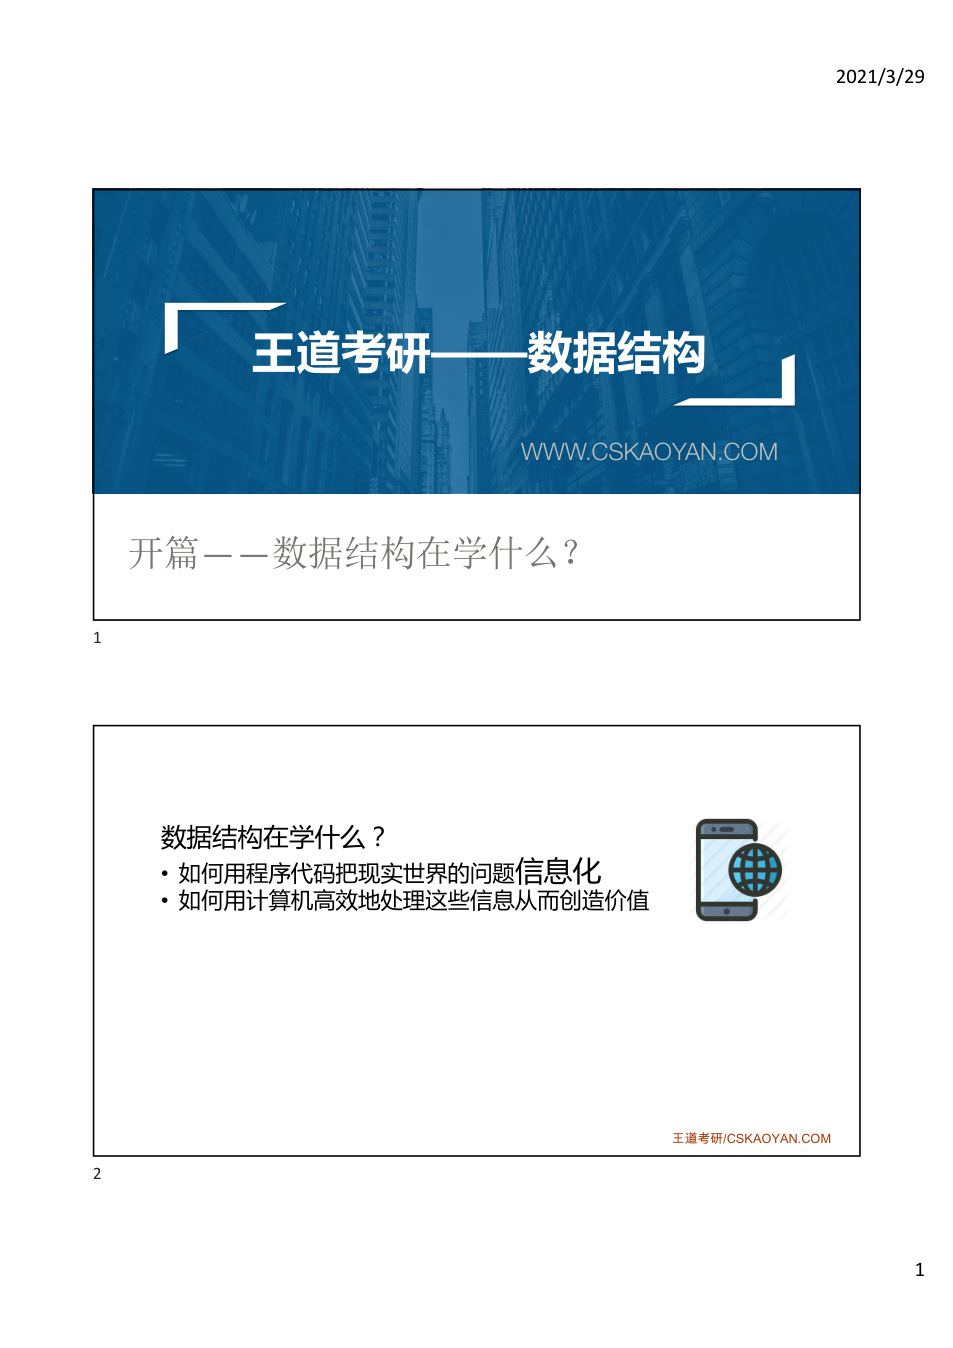 2021/3/29
王道考研——数据结构
WWW.CSKAOYAN.COM
开篇——数据结构在学什么？
1
数据结构在学什么？
• 如何用程序代码把现实世界的问题信息化
• 如何用计算机高效地处理这些信息从而创造价值
王道考研/CSKAOYAN.COM
2
1